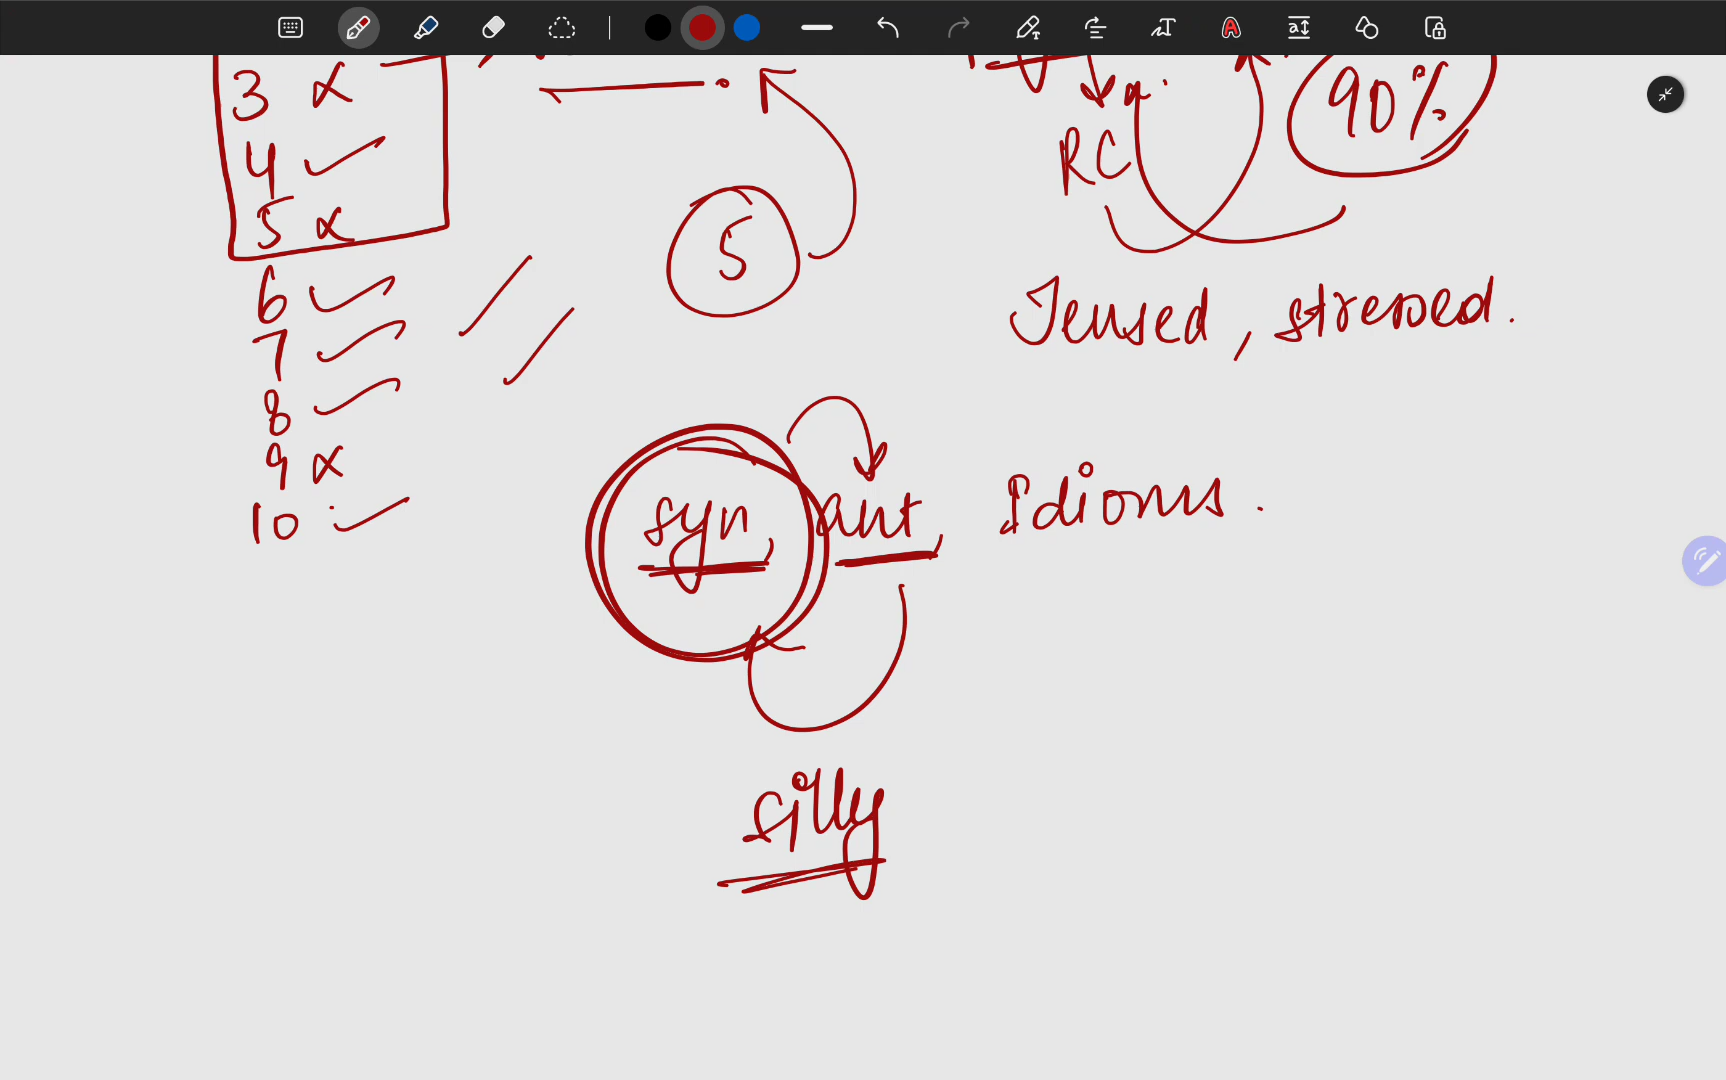 3 ×
4 ✓
5 ×
6 ✓
7 ✓
8 ✓
9 ×
10 ✓
5
90%
RC
Tensed, stressed.
syn, ant, Idioms.
silly